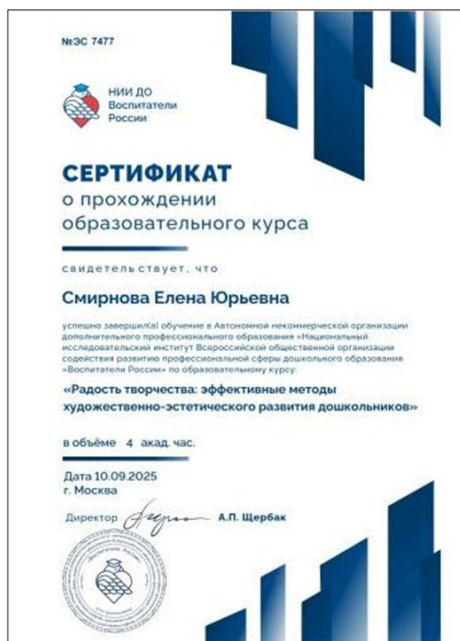 №ЭС 7477
НИИ ДО
Воспитатели
России
СЕРТИФИКАТ
о прохождении
образовательного курса
свидетельствует, что
Смирнова Елена Юрьевна
успешно завершил(а) обучение в Автономной некоммерческой организации
дополнительного профессионального образования «Национальный
исследовательский институт Всероссийской общественной организации
содействия развитию профессиональной сферы дошкольного образования
«Воспитатели России» по образовательному курсу:
«Радость творчества: эффективные методы
художественно-эстетического развития дошкольников»
в объёме 4 акад. час.
Дата 10.09.2025
г. Москва
Директор А.П. Щербак